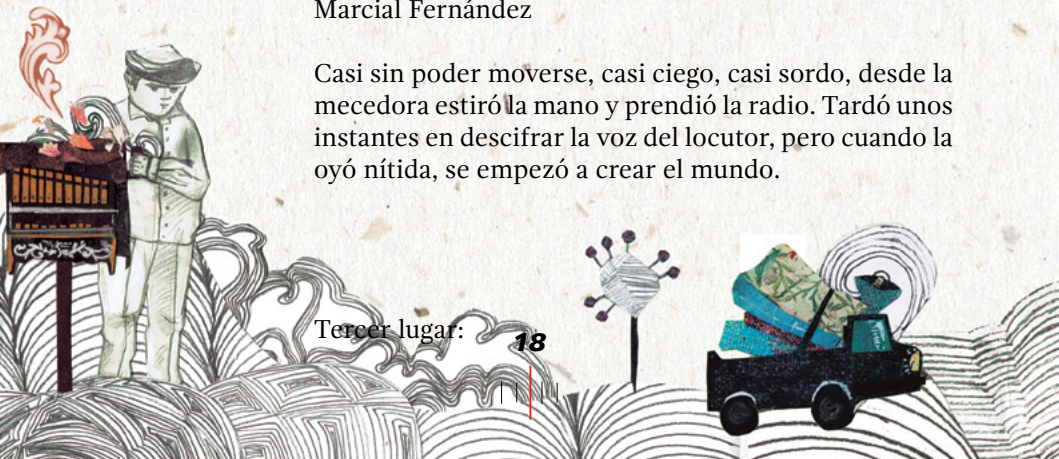 Marcial Fernández
Casi sin poder moverse, casi ciego, casi sordo, desde la
mecedora estiró la mano y prendió la radio. Tardó unos
instantes en descifrar la voz del locutor, pero cuando la
oyó nítida, se empezó a crear el mundo.
Tercer lugar:
18